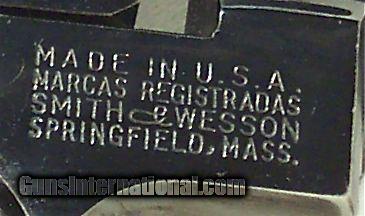 MADE IN U.S.A.
MARCAS REGISTRADAS
SMITH & WESSON
SPRINGFIELD, MASS.
GunsInternational.com